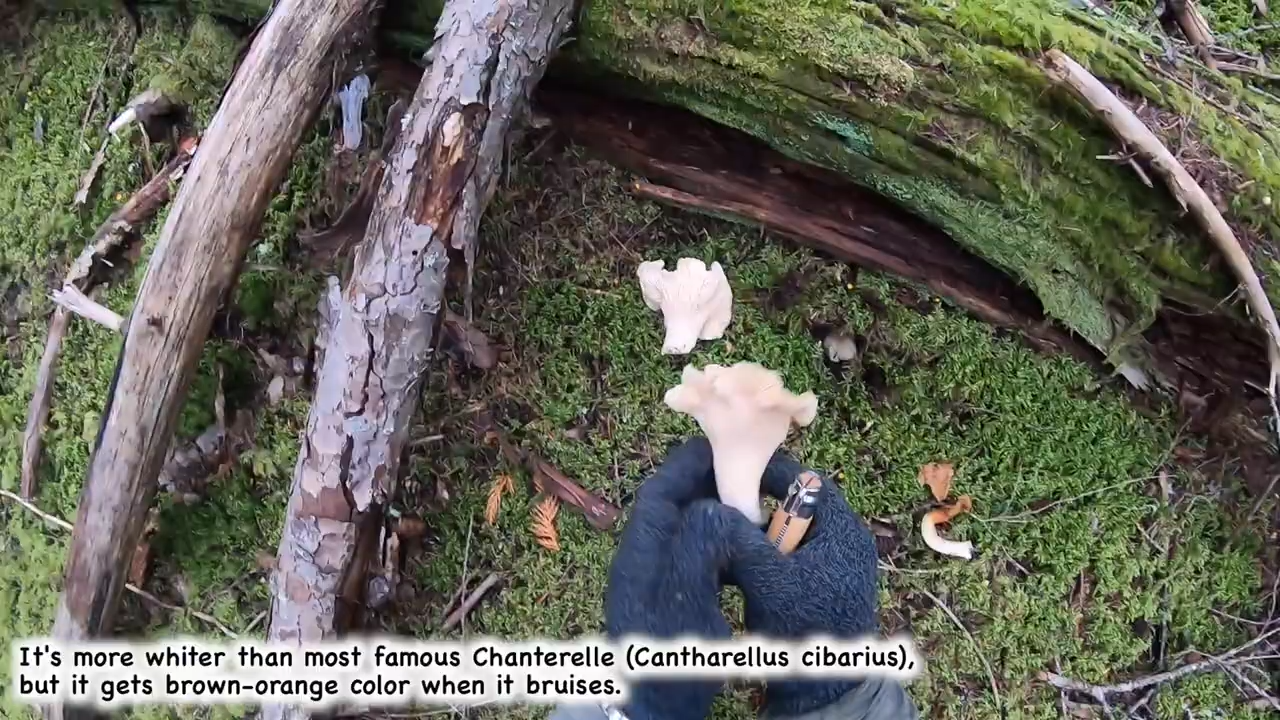 It's more whiter than most famous Chanterelle (Cantharellus cibarius),
but it gets brown-orange color when it bruises.